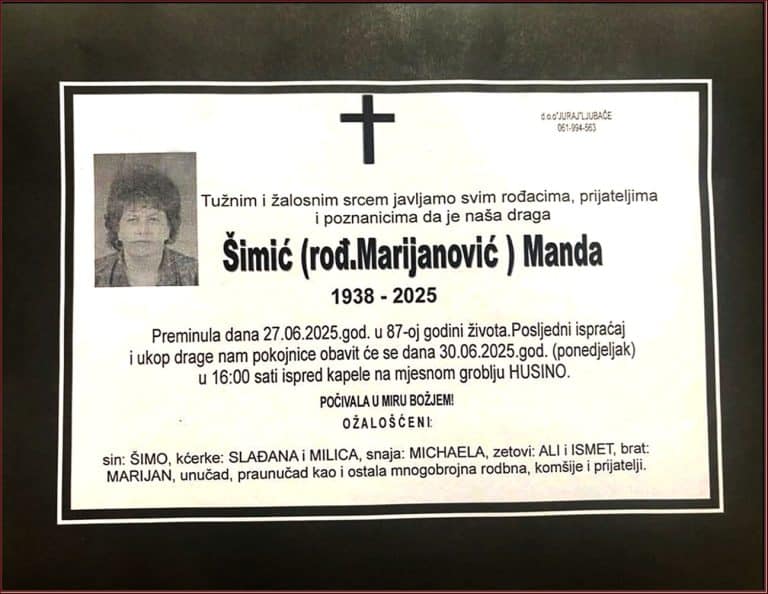 d.o.o"JURAJ"LJUBAČE
061-994-563
Tužnim i žalosnim srcem javljamo svim rođacima, prijateljima
i poznanicima da je naša draga
Šimić (rođ.Marijanović ) Manda
1938 - 2025
Preminula dana 27.06.2025.god. u 87-oj godini života.Posljedni ispraćaj
i ukop drage nam pokojnice obavit će se dana 30.06.2025.god. (ponedjeljak)
u 16:00 sati ispred kapele na mjesnom groblju HUSINO.
POČIVALA U MIRU BOŽJEM!
OŽALOŠĆENI:
sin: ŠIMO, kćerke: SLAĐANA i MILICA, snaja: MICHAELA, zetovi: ALI i ISMET, brat:
MARIJAN, unučad, praunučad kao i ostala mnogobrojna rodbna, komšije i prijatelji.